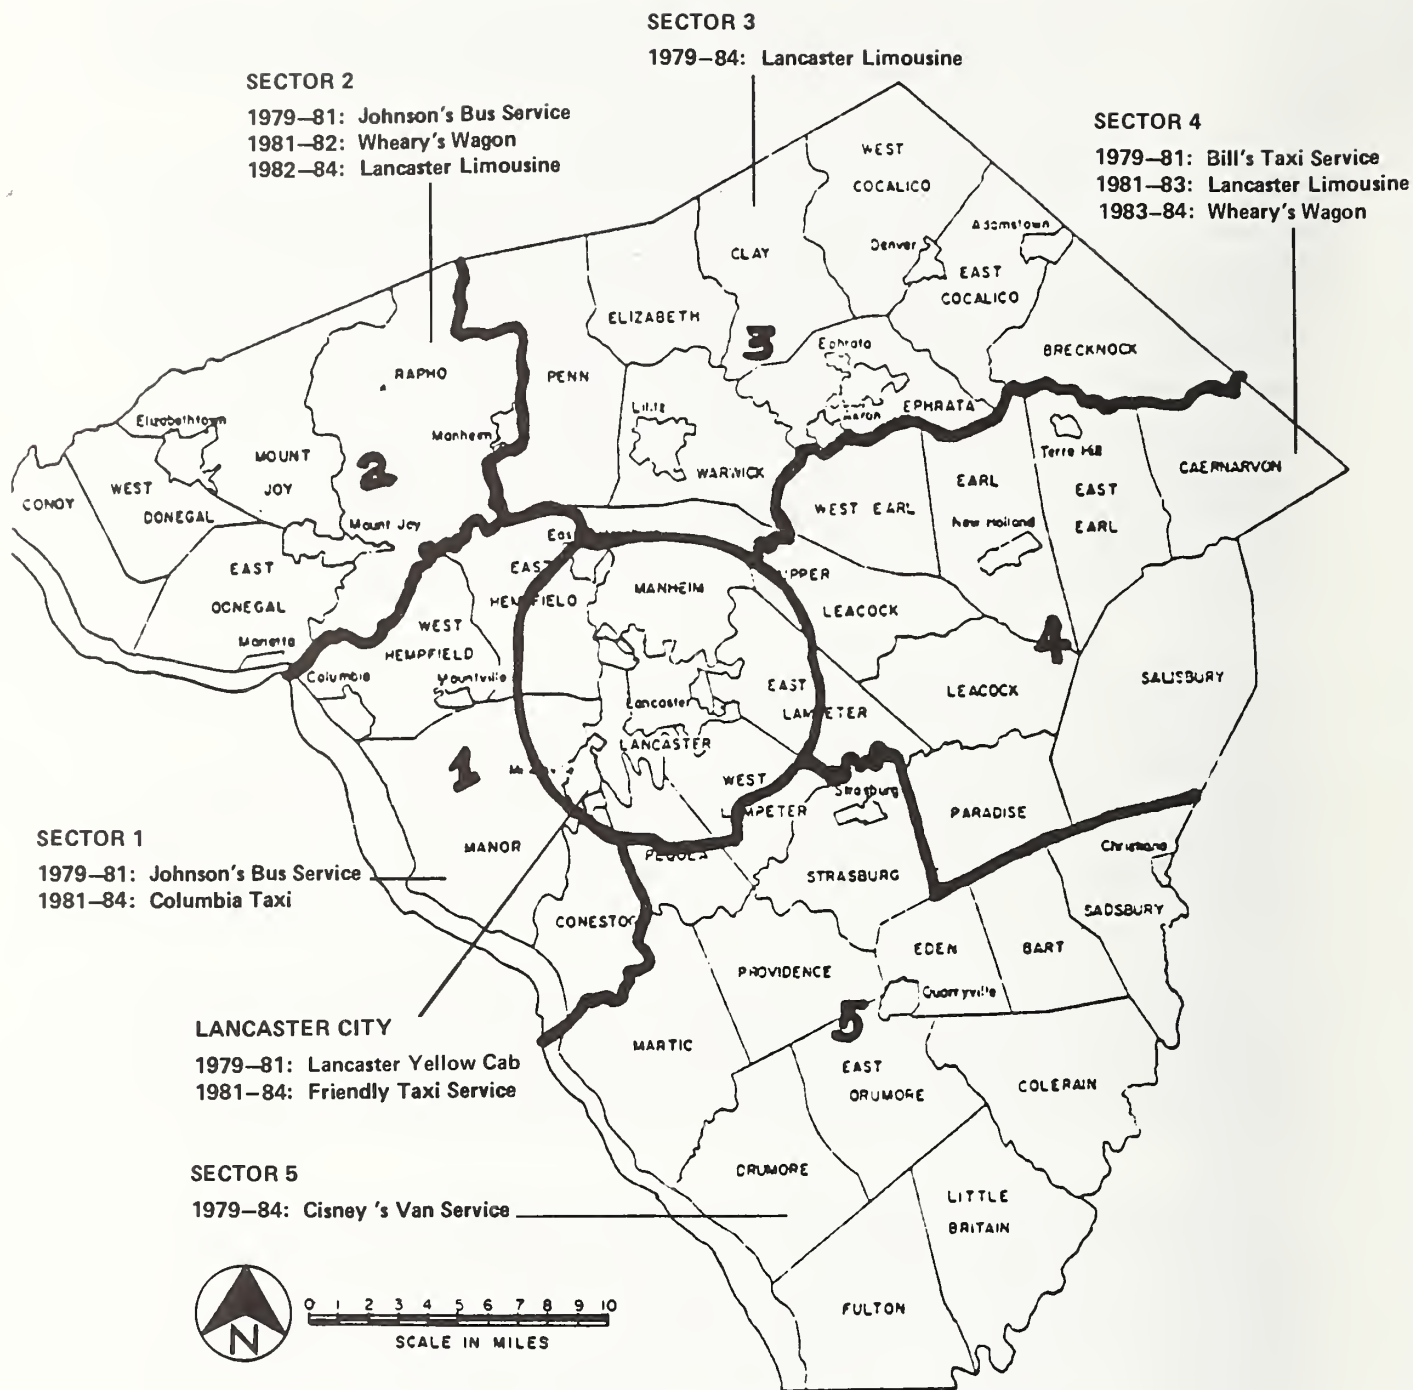 SECTOR 3
1979–84: Lancaster Limousine
SECTOR 2
1979–81: Johnson's Bus Service
1981–82: Wheary's Wagon
1982–84: Lancaster Limousine
SECTOR 4
1979–81: Bill's Taxi Service
1981–83: Lancaster Limousine
1983–84: Wheary's Wagon
WEST
COCALICO
Adamstown
Denver
CLAY
EAST
COCALICO
ELIZABETH
3
Ephrata
BRECKNOCK
RAPHO
PENN
Akron
EPHRATA
Lititz
Elizabethtown
Manheim
Terre Hill
MOUNT
JOY
2
WARWICK
CAERNARVON
CONOY
WEST
DONEGAL
WEST EARL
EARL
EAST
EARL
Mount Joy
New Holland
Eas
EAST
HEMPFIELD
EAST
DONEGAL
MANHEIM
UPPER
LEACOCK
Marietta
WEST
HEMPFIELD
4
Columbia
Mountville
Lancaster
EAST
LAMPETER
LEACOCK
SALISBURY
LANCASTER
1
WEST
LAMPETER
Strasburg
PARADISE
SECTOR 1
1979–81: Johnson's Bus Service
1981–84: Columbia Taxi
MANOR
PEQUEA
STRASBURG
Christiana
SADSBURY
CONESTO
EDEN
BART
PROVIDENCE
Quarryville
5
LANCASTER CITY
1979–81: Lancaster Yellow Cab
1981–84: Friendly Taxi Service
MARTIC
EAST
DRUMORE
COLERAIN
SECTOR 5
1979–84: Cisney 's Van Service
DRUMORE
LITTLE
BRITAIN
FULTON
N
0 1 2 3 4 5 6 7 8 9 10
SCALE IN MILES